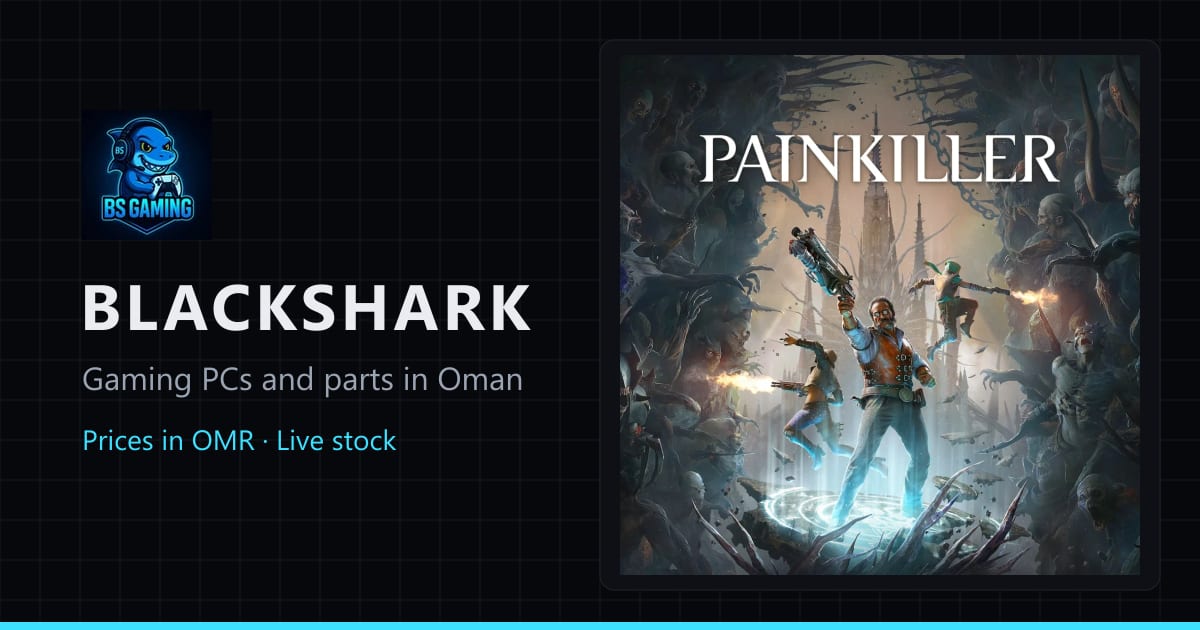 BS
BS GAMING
BLACKSHARK
Gaming PCs and parts in Oman
Prices in OMR · Live stock
PAINKILLER